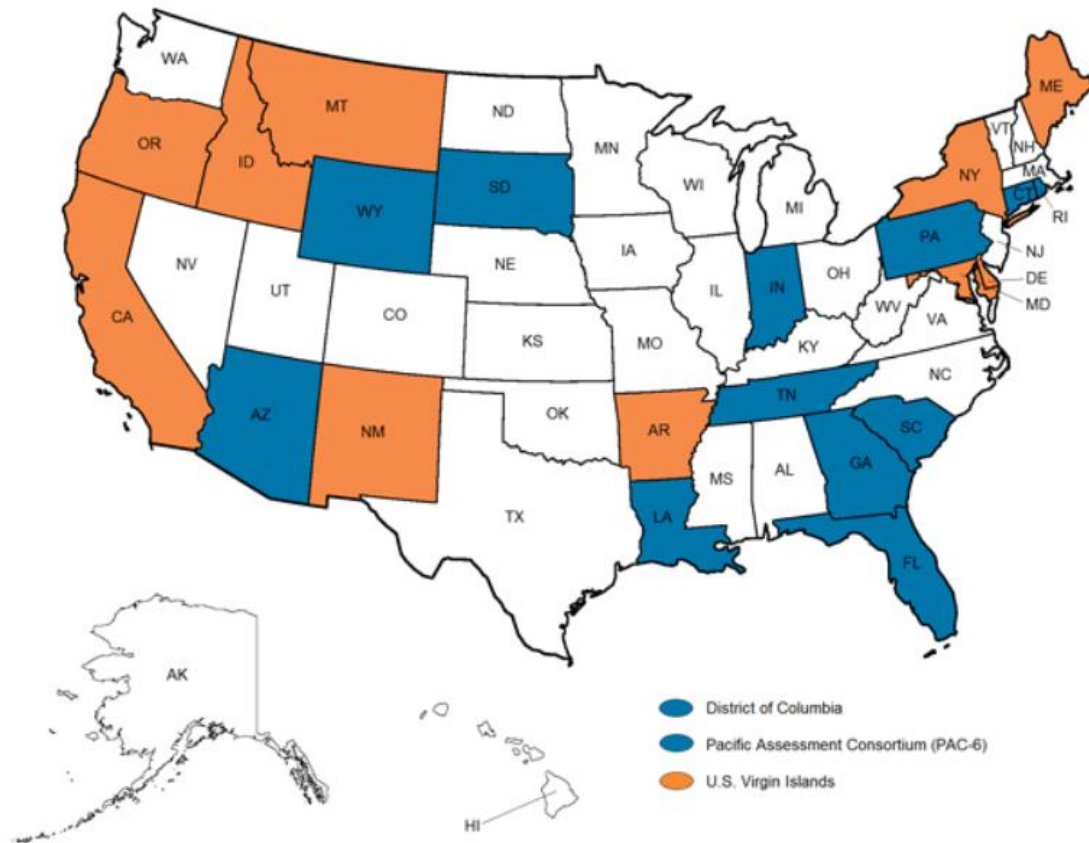 WA
MT
ND
MN
ME
VT
NH
OR
ID
SD
WI
NY
MA
WY
MI
CT
RI
PA
NJ
IA
NE
NV
OH
DE
UT
IL
IN
MD
CO
WV
CA
VA
KS
MO
KY
NC
TN
AZ
OK
NM
AR
SC
MS
AL
GA
TX
LA
FL
AK
HI
District of Columbia
Pacific Assessment Consortium (PAC-6)
U.S. Virgin Islands